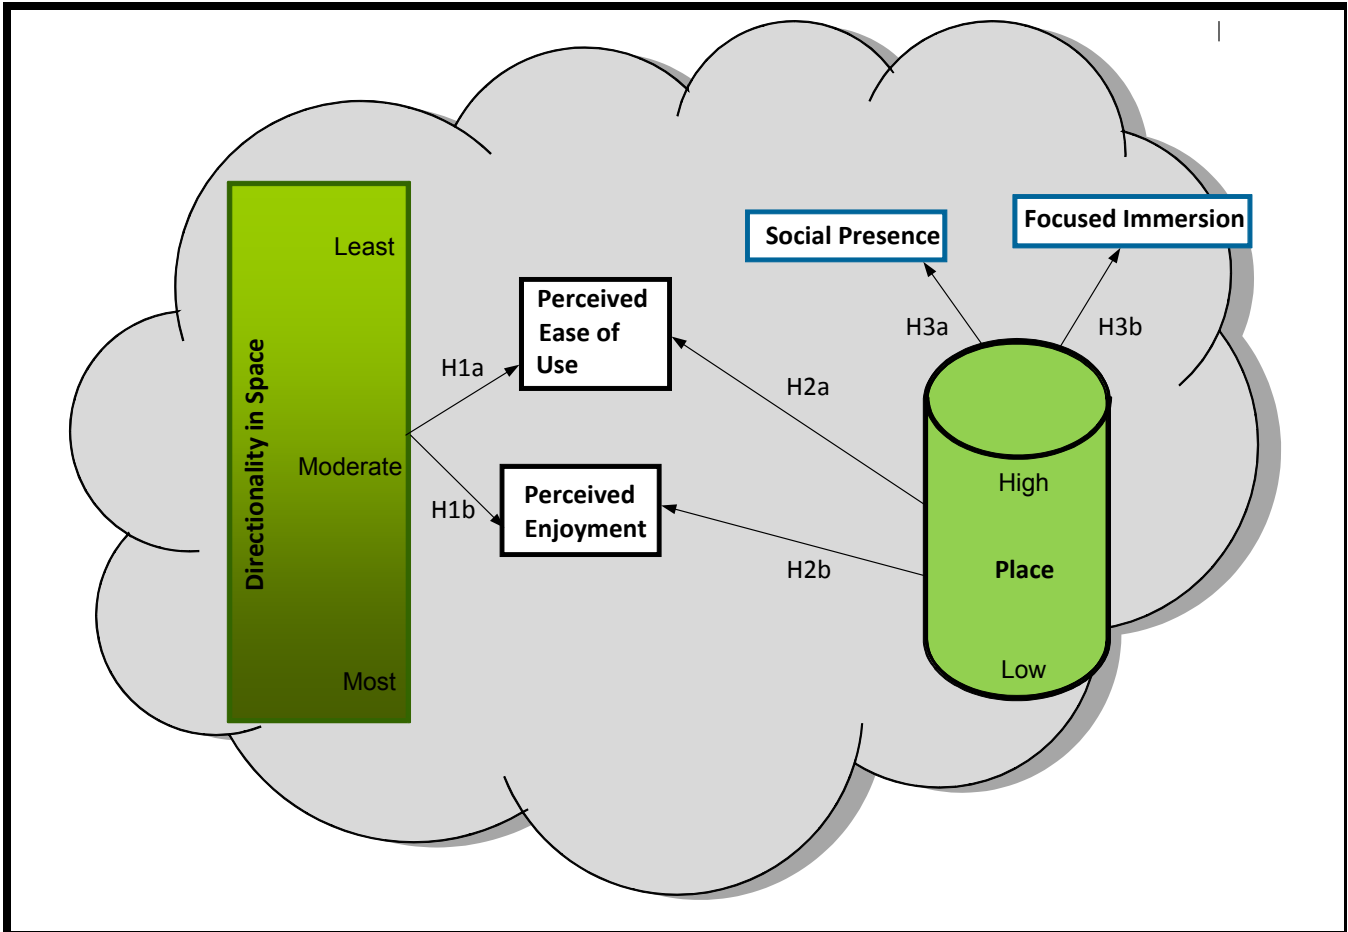 Directionality in Space
Least
Moderate
Most
H1a
H1b
Perceived
Ease of
Use
Perceived
Enjoyment
H2a
H2b
Social Presence
Focused Immersion
H3a
H3b
High
Place
Low